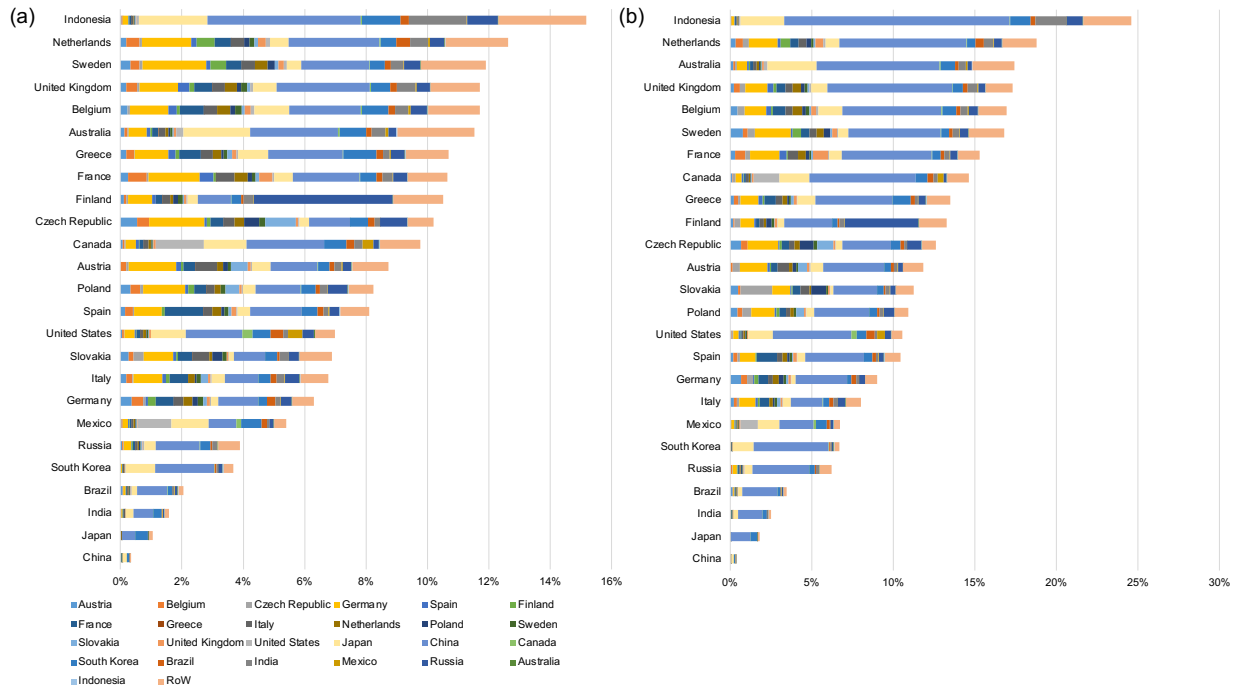 (a)
Indonesia
Netherlands
Sweden
United Kingdom
Belgium
Australia
Greece
France
Finland
Czech Republic
Canada
Austria
Poland
Spain
United States
Slovakia
Italy
Germany
Mexico
Russia
South Korea
Brazil
India
Japan
China
0% 2% 4% 6% 8% 10% 12% 14% 16%
(b)
Indonesia
Netherlands
Australia
United Kingdom
Belgium
Sweden
France
Canada
Greece
Finland
Czech Republic
Austria
Slovakia
Poland
United States
Spain
Germany
Italy
Mexico
South Korea
Russia
Brazil
India
Japan
China
0% 5% 10% 15% 20% 25% 30%
Austria Belgium Czech Republic Germany Spain Finland
France Greece Italy Netherlands Poland Sweden
Slovakia United Kingdom United States Japan China Canada
South Korea Brazil India Mexico Russia Australia
Indonesia RoW